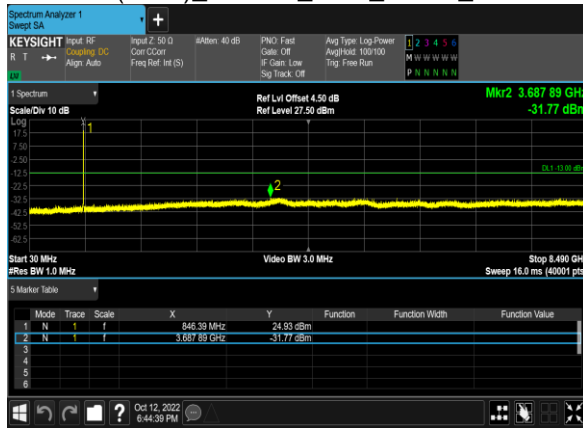 Spectrum Analyzer 1
Swept SA
+
KEYSIGHT Input: RF Input Z: 50 Ω #Atten: 40 dB PNO: Fast Avg Type: Log-Power 1 2 3 4 5 6
R T Coupling: DC Corr CCorr Gate: Off Avg|Hold: 100/100 M W W W W W
Align: Auto Freq Ref: Int (S) IF Gain: Low Trig: Free Run
Sig Track: Off P N N N N N
1 Spectrum Ref Lvl Offset 4.50 dB Mkr2 3.687 89 GHz
Scale/Div 10 dB Ref Level 27.50 dBm -31.77 dBm
Log
1
17.5
7.50
-2.50
-12.5 DL1 -13.00 dBm
-22.5 2
-32.5
-42.5
-52.5
-62.5
Start 30 MHz Video BW 3.0 MHz Stop 8.490 GH
#Res BW 1.0 MHz Sweep 16.0 ms (40001 pts
5 Marker Table
Mode Trace Scale X Y Function Function Width Function Value
1 N 1 f 846.39 MHz 24.93 dBm
2 N 1 f 3.687 89 GHz -31.77 dBm
3
4
5
6
? Oct 12, 2022
6:44:39 PM